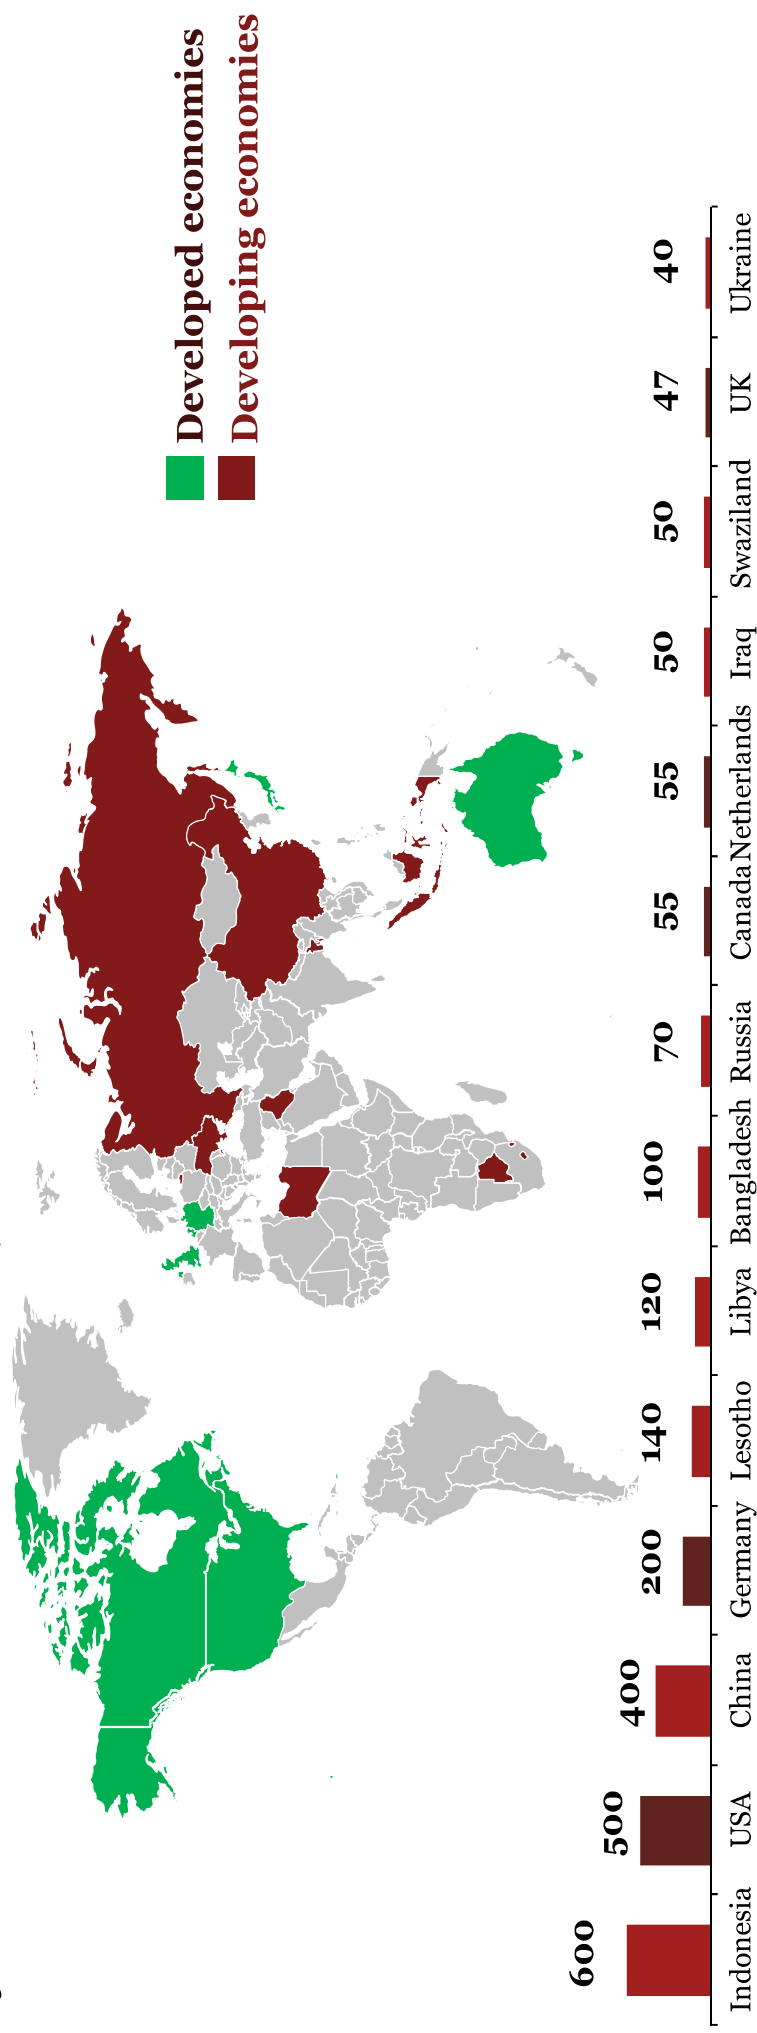 Developed economies
Developing economies
600
500
400
200
140
120
100
70
55
55
50
50
47
40
Indonesia
USA
China
Germany
Lesotho
Libya
Bangladesh
Russia
Canada
Netherlands
Iraq
Swaziland
UK
Ukraine